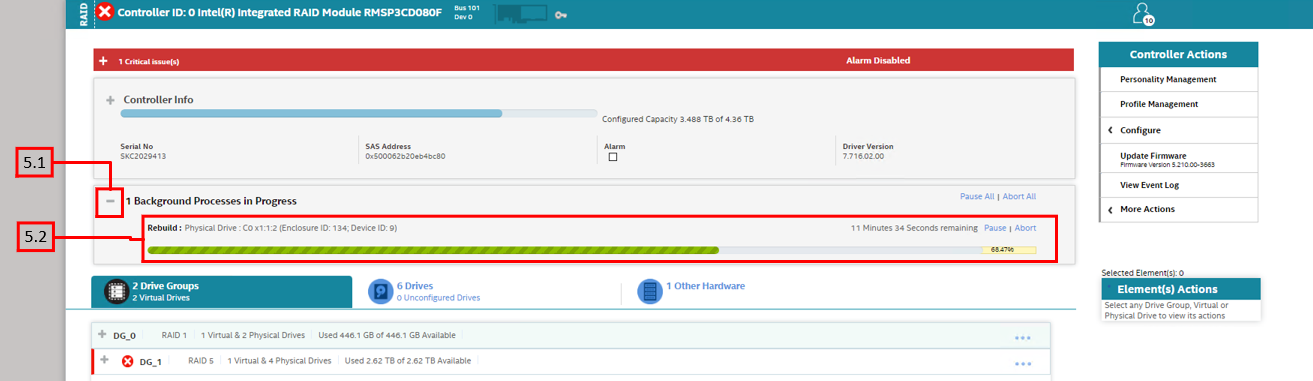 RAID
Controller ID: 0 Intel(R) Integrated RAID Module RMSP3CD080F
Bus 101
Dev 0
10
1 Critical issue(s)
Alarm Disabled
Controller Info
Configured Capacity 3.488 TB of 4.36 TB
Serial No
SKC2029413
SAS Address
0x500062b20eb4bc80
Alarm
Driver Version
7.716.02.00
5.1
1 Background Processes in Progress
Pause All | Abort All
5.2
Rebuild : Physical Drive : C0 x1:1:2 (Enclosure ID: 134; Device ID: 9)
11 Minutes 34 Seconds remaining Pause | Abort
68.47%
2 Drive Groups
2 Virtual Drives
6 Drives
0 Unconfigured Drives
1 Other Hardware
DG_0 RAID 1 1 Virtual & 2 Physical Drives Used 446.1 GB of 446.1 GB Available
DG_1 RAID 5 1 Virtual & 4 Physical Drives Used 2.62 TB of 2.62 TB Available
Controller Actions
Personality Management
Profile Management
Configure
Update Firmware
Firmware Version 5.210.00-3663
View Event Log
More Actions
Selected Element(s): 0
Element(s) Actions
Select any Drive Group, Virtual or
Physical Drive to view its actions